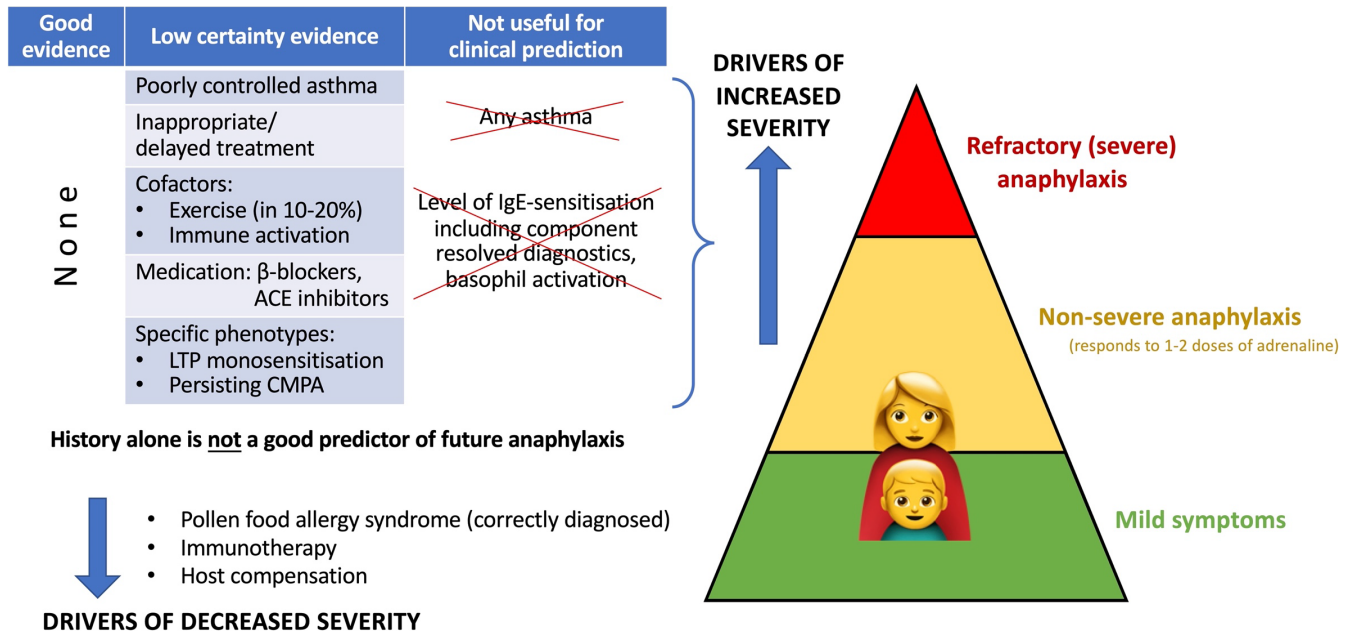 Good
evidence
Low certainty evidence
Not useful for
clinical prediction
None
Poorly controlled asthma
Inappropriate/
delayed treatment
Cofactors:
• Exercise (in 10-20%)
• Immune activation
Medication: β-blockers,
ACE inhibitors
Specific phenotypes:
• LTP monosensitisation
• Persisting CMPA
Any asthma
Level of IgE-sensitisation
including component
resolved diagnostics,
basophil activation
History alone is not a good predictor of future anaphylaxis
• Pollen food allergy syndrome (correctly diagnosed)
• Immunotherapy
• Host compensation
DRIVERS OF DECREASED SEVERITY
DRIVERS OF
INCREASED
SEVERITY
Refractory (severe)
anaphylaxis
Non-severe anaphylaxis
(responds to 1-2 doses of adrenaline)
Mild symptoms